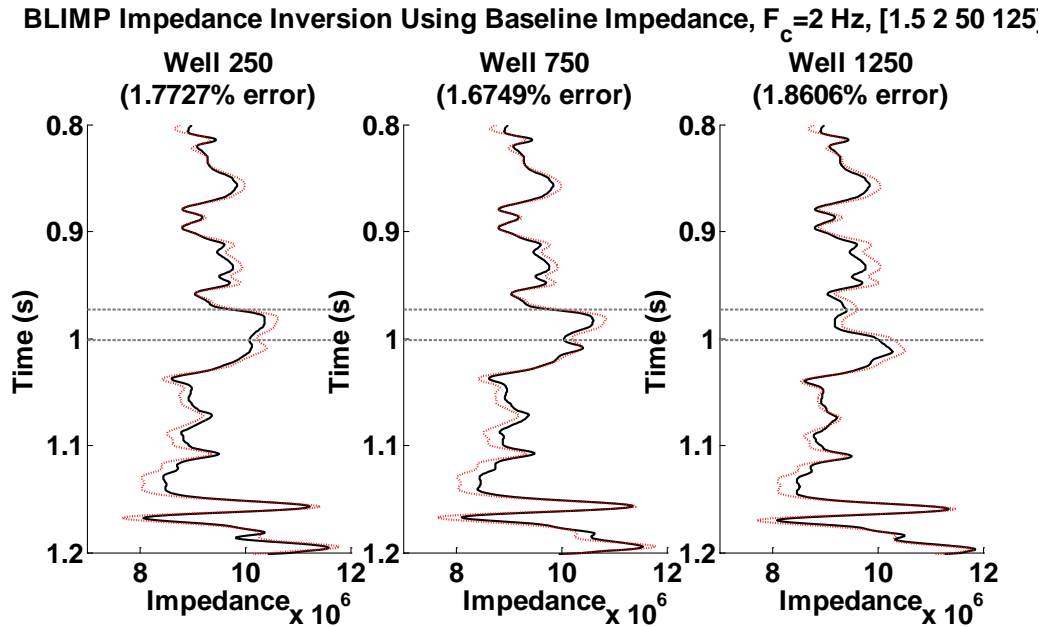 BLIMP Impedance Inversion Using Baseline Impedance, F_c=2 Hz, [1.5 2 50 125]
Well 250
(1.7727% error)
Well 750
(1.6749% error)
Well 1250
(1.8606% error)
0.8
0.9
1
1.1
1.2
Time (s)
8
10
12
Impedance
x 10^6
0.8
0.9
1
1.1
1.2
Time (s)
8
10
12
Impedance
x 10^6
0.8
0.9
1
1.1
1.2
Time (s)
8
10
12
Impedance
x 10^6